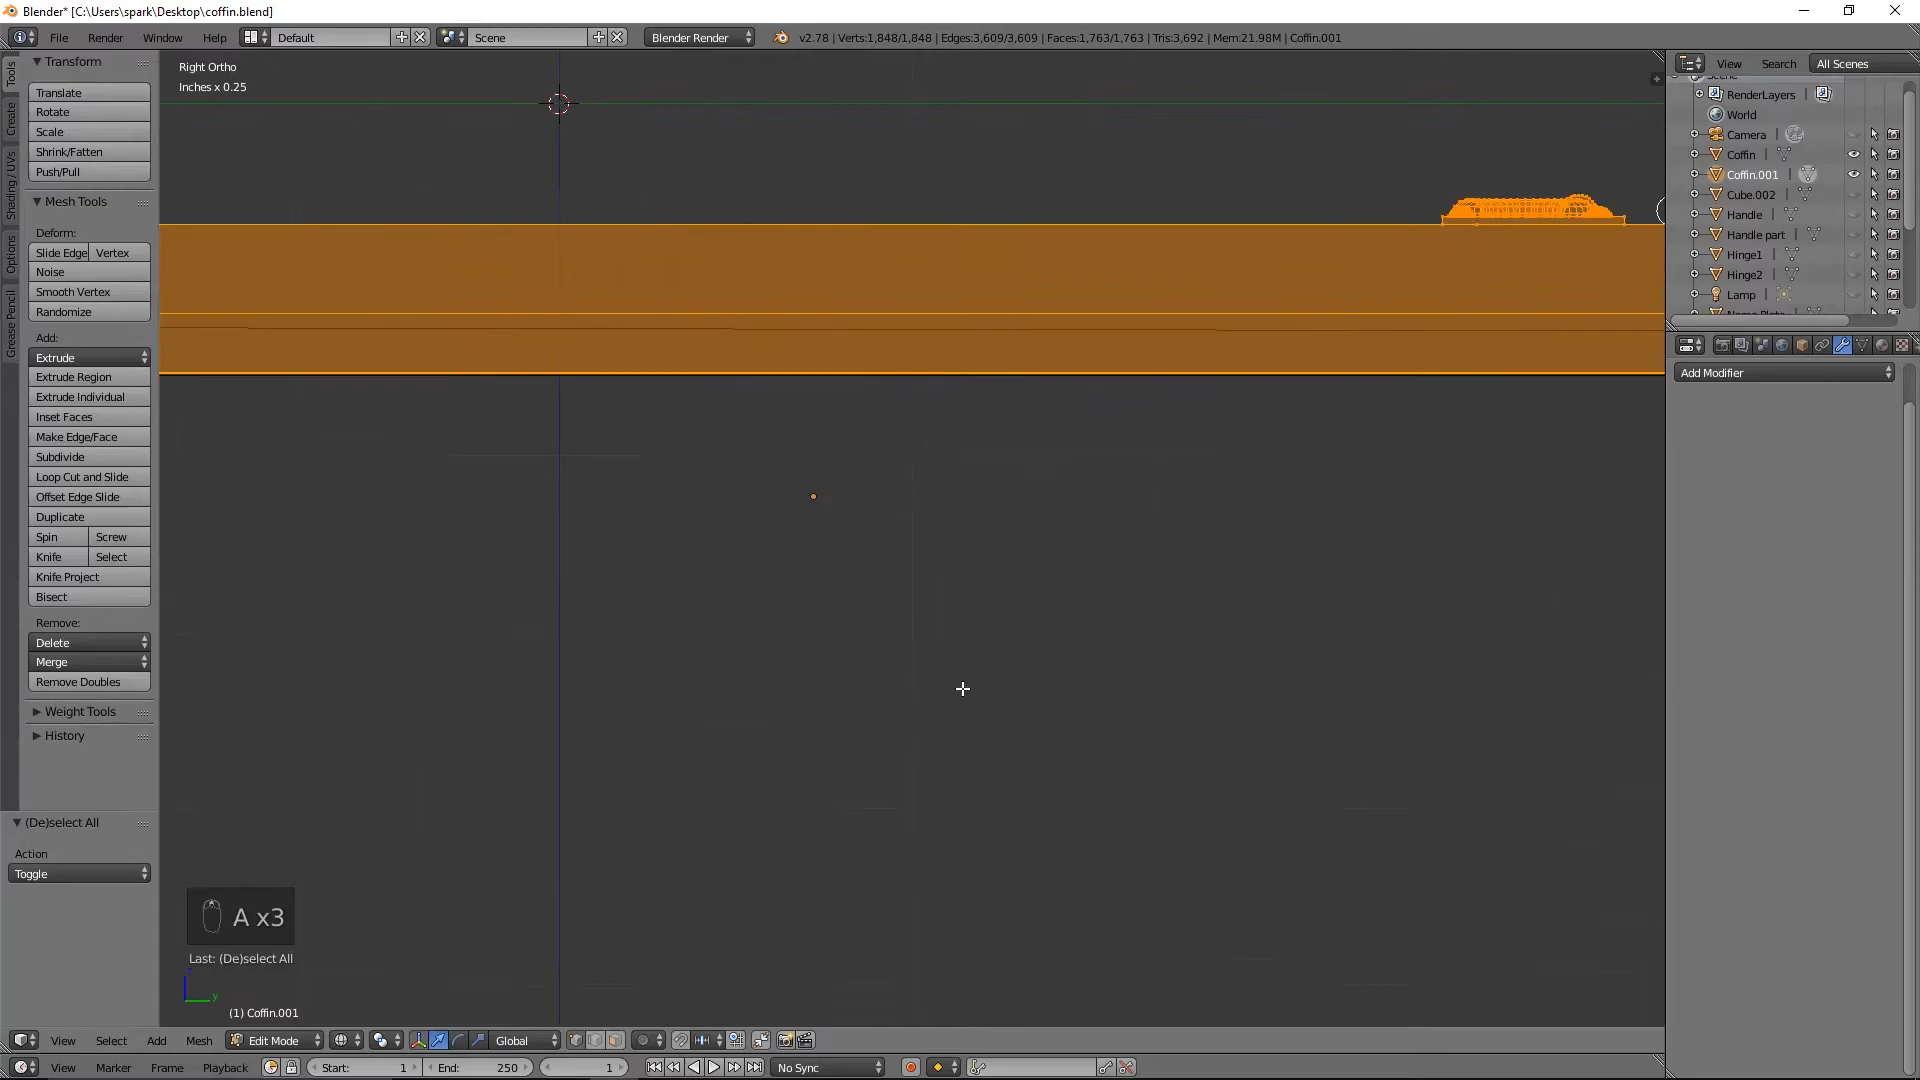 Blender* [C:\Users\spark\Desktop\coffin.blend]
File Render Window Help Default Scene Blender Render v2.78 | Verts:1,848/1,848 | Edges:3,609/3,609 | Faces:1,763/1,763 | Tris:3,692 | Mem:21.98M | Coffin.001
Tools
Create
Shading / UVs
Options
Grease Pencil
Transform
Translate
Rotate
Scale
Shrink/Fatten
Push/Pull
Mesh Tools
Deform:
Slide Edge Vertex
Noise
Smooth Vertex
Randomize
Add:
Extrude
Extrude Region
Extrude Individual
Inset Faces
Make Edge/Face
Subdivide
Loop Cut and Slide
Offset Edge Slide
Duplicate
Spin Screw
Knife Select
Knife Project
Bisect
Remove:
Delete
Merge
Remove Doubles
Weight Tools
History
(De)select All
Action
Toggle
Right Ortho
Inches x 0.25
A x3
Last: (De)select All
z
y
(1) Coffin.001
View Search All Scenes
RenderLayers
World
Camera
Coffin
Coffin.001
Cube.002
Handle
Handle part
Hinge1
Hinge2
Lamp
Add Modifier
View Select Add Mesh Edit Mode Global
View Marker Frame Playback Start: 1 End: 250 1 No Sync